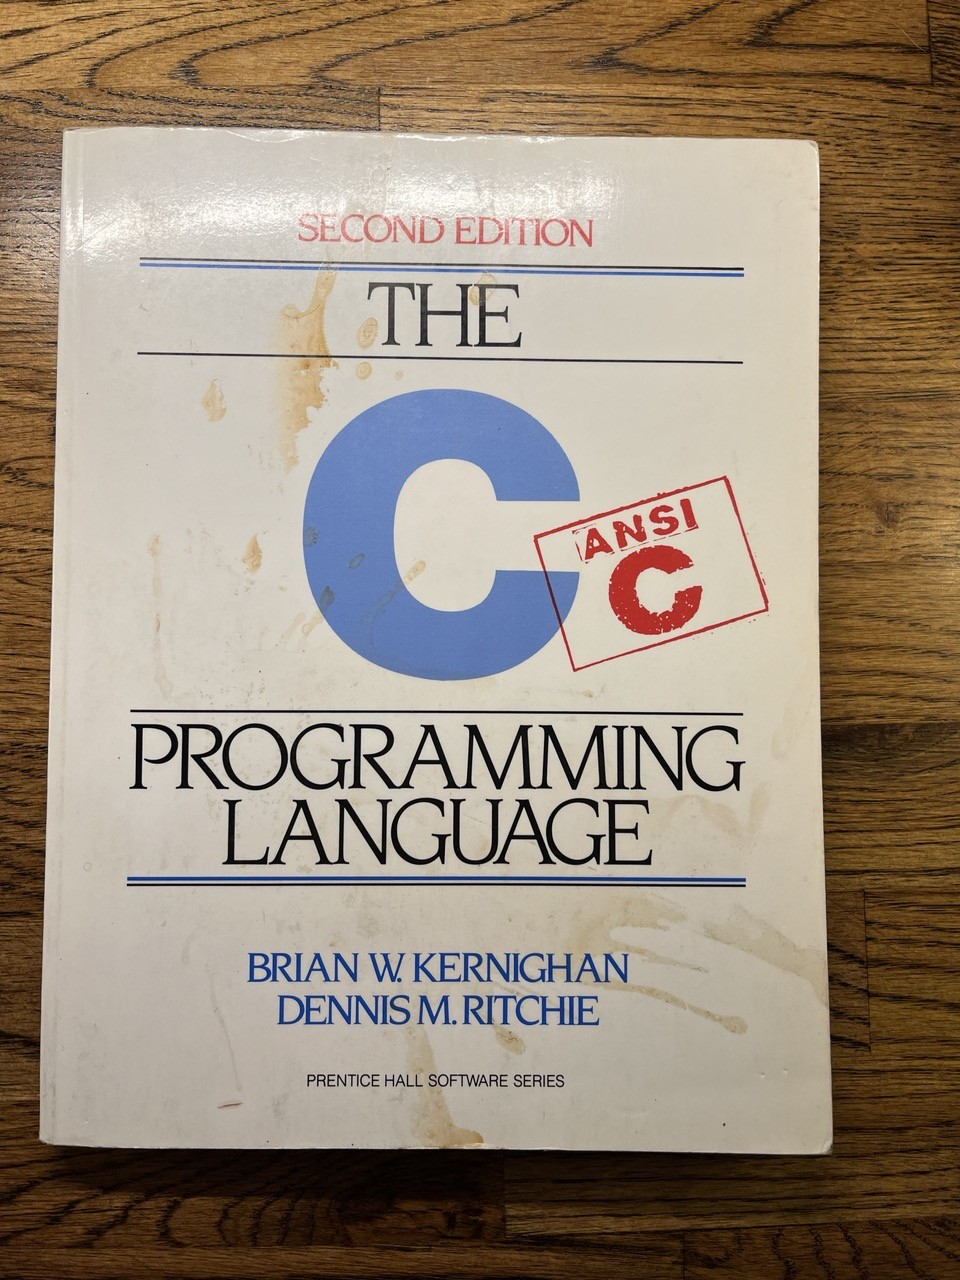 SECOND EDITION
THE
C
ANSI
C
PROGRAMMING
LANGUAGE
BRIAN W. KERNIGHAN
DENNIS M. RITCHIE
PRENTICE HALL SOFTWARE SERIES